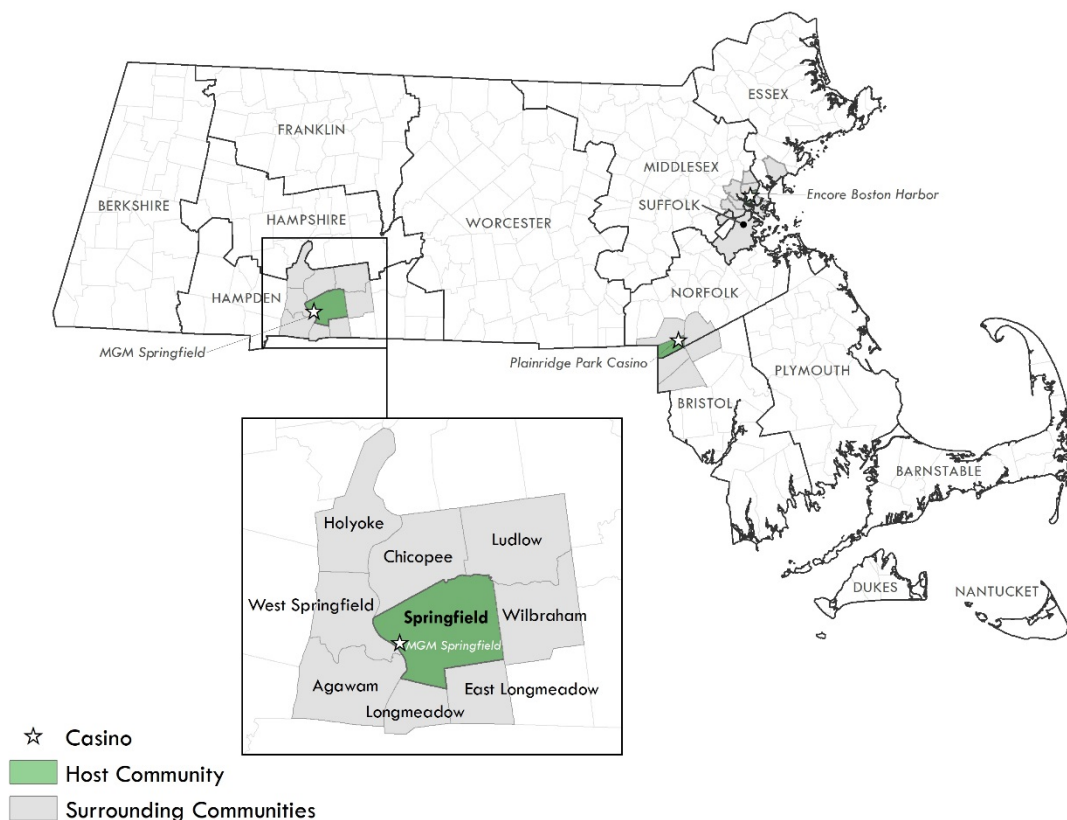 ESSEX
FRANKLIN
MIDDLESEX
BERKSHIRE
Encore Boston Harbor
SUFFOLK
HAMPSHIRE
WORCESTER
HAMPDEN
NORFOLK
MGM Springfield
Plainridge Park Casino
PLYMOUTH
BRISTOL
BARNSTABLE
DUKES
NANTUCKET
Holyoke
Ludlow
Chicopee
West Springfield
Springfield
Wilbraham
MGM Springfield
Agawam
East Longmeadow
Longmeadow
Casino
Host Community
Surrounding Communities